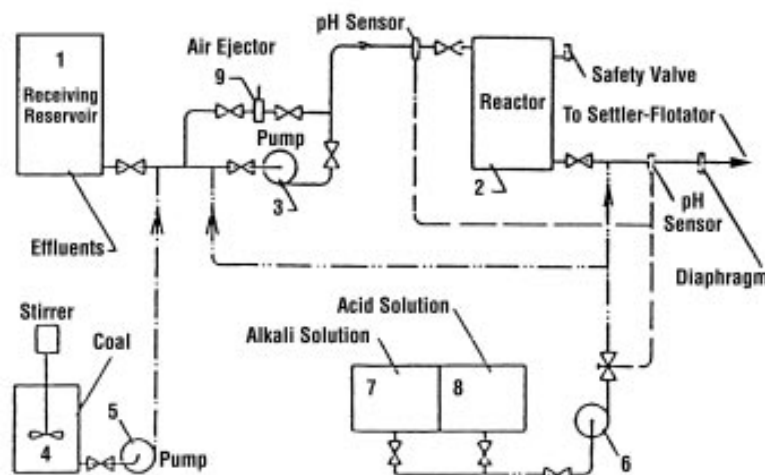 pH Sensor
Air Ejector
9
1
Receiving
Reservoir
Reactor
Safety Valve
To Settler-Flotator
Pump
3
2
pH
Sensor
Effluents
Diaphragm
Stirrer
Coal
Acid Solution
Alkali Solution
7
8
5
4
Pump
6